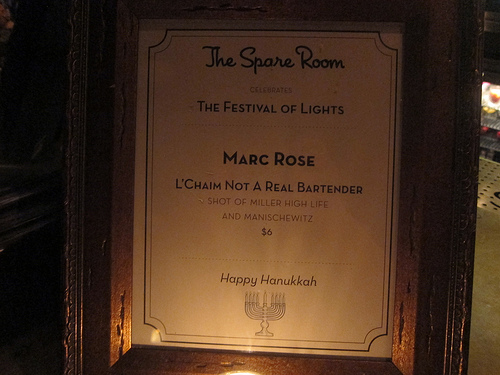 The Spare Room
CELEBRATES
THE FESTIVAL OF LIGHTS
MARC ROSE
L'CHAIM NOT A REAL BARTENDER
SHOT OF MILLER HIGH LIFE
AND MANISCHEWITZ
$6
Happy Hanukkah